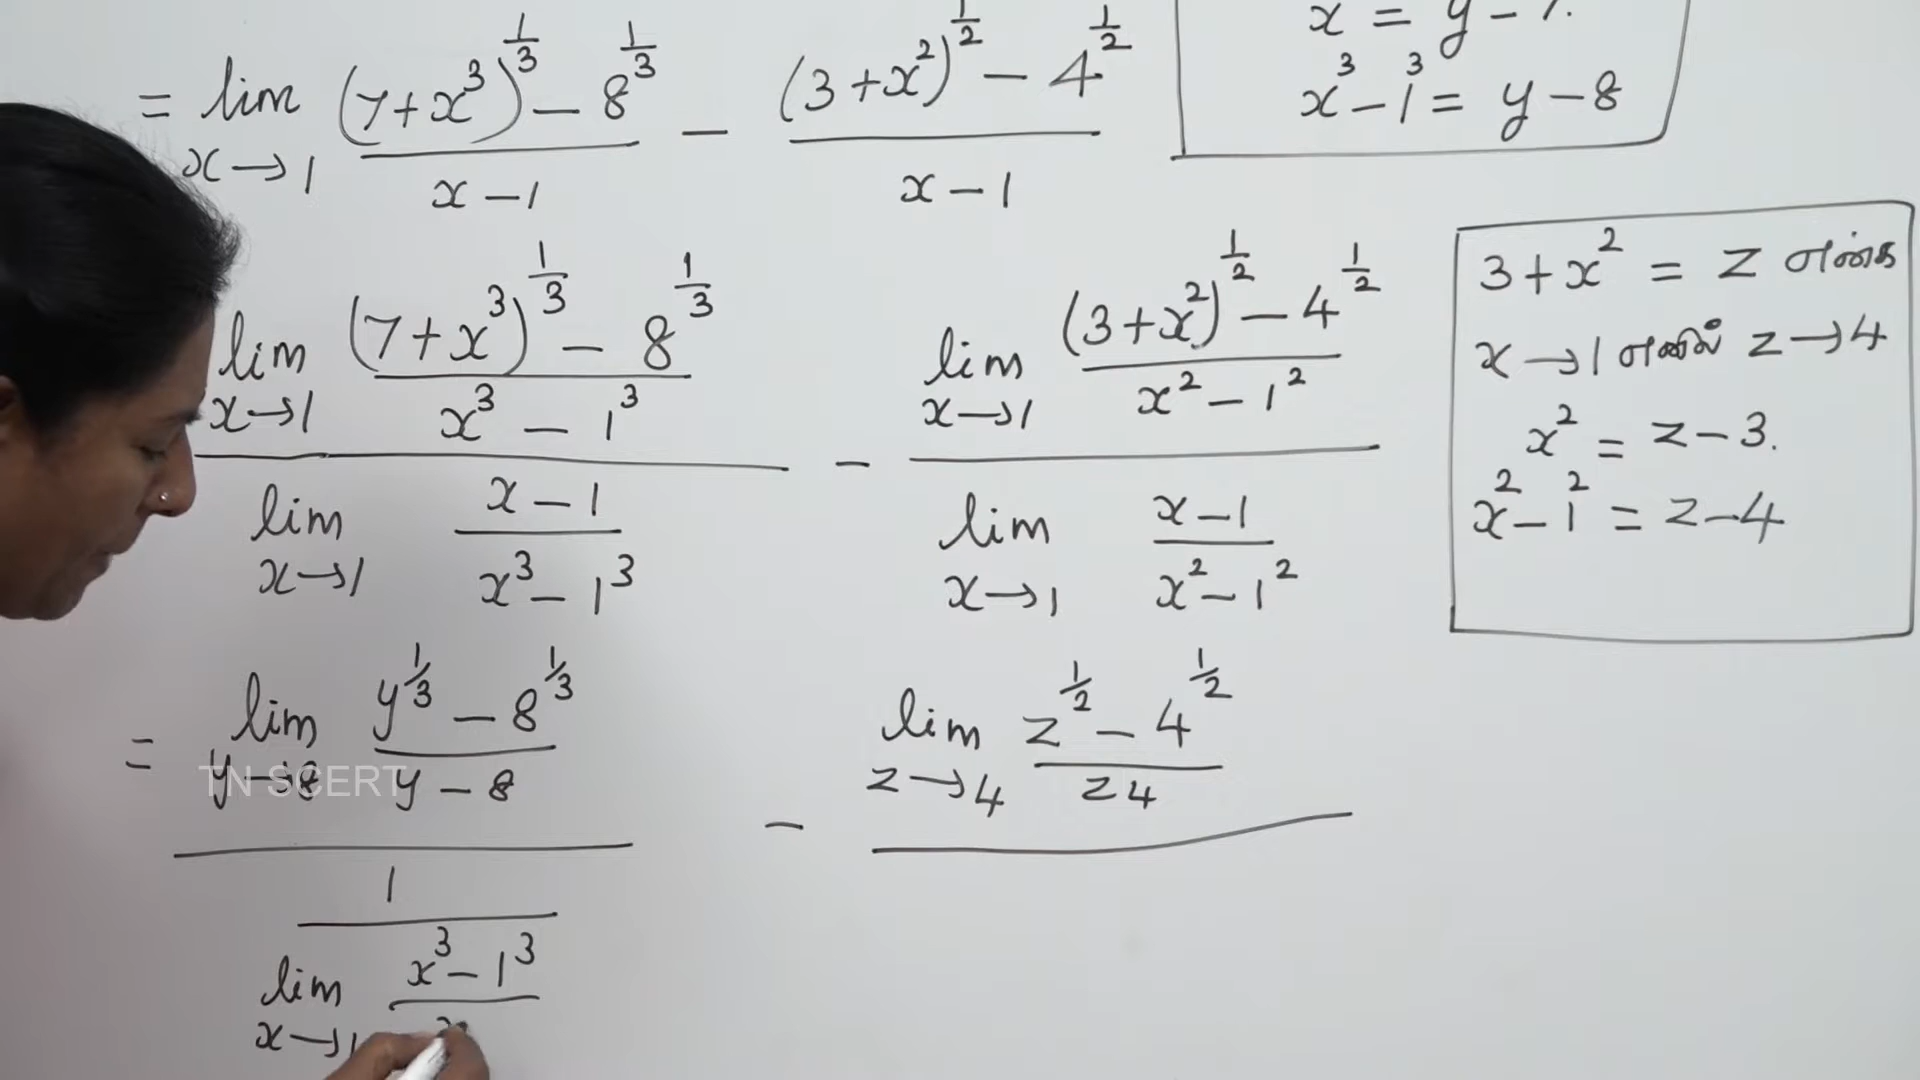 x = y - 7.
x³ - 1³ = y - 8
= lim x→1 (7+x³)^(1/3) - 8^(1/3) / x - 1 - (3+x²)^(1/2) - 4^(1/2) / x - 1
lim x→1 (7+x³)^(1/3) - 8^(1/3) / x³ - 1³ / lim x→1 x - 1 / x³ - 1³ - lim x→1 (3+x²)^(1/2) - 4^(1/2) / x² - 1² / lim x→1 x - 1 / x² - 1²
3 + x² = z என்க
x→1 எனில் z→4
x² = z - 3.
x² - 1² = z - 4
= lim y→8 y^(1/3) - 8^(1/3) / y - 8 / 1 / lim x→1 x³ - 1³ / - lim z→4 z^(1/2) - 4^(1/2) / z 4
TN SCERT